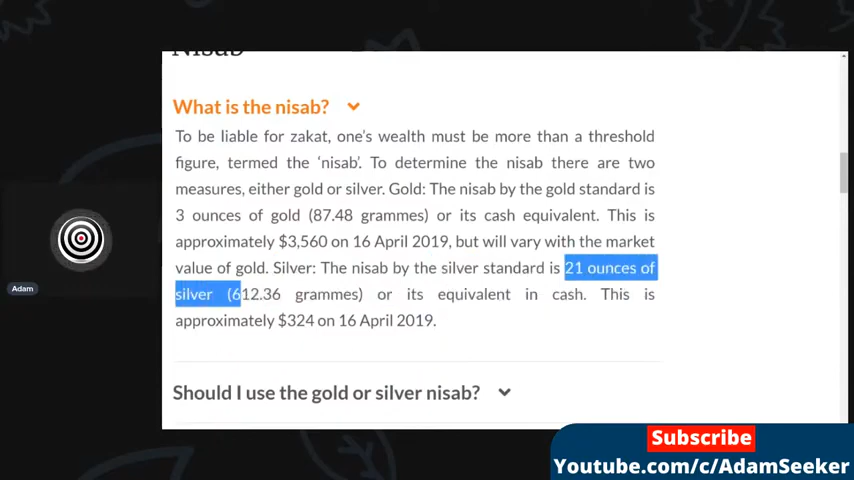 Nisab
What is the nisab?
To be liable for zakat, one's wealth must be more than a threshold
figure, termed the ‘nisab’. To determine the nisab there are two
measures, either gold or silver. Gold: The nisab by the gold standard is
3 ounces of gold (87.48 grammes) or its cash equivalent. This is
approximately $3,560 on 16 April 2019, but will vary with the market
value of gold. Silver: The nisab by the silver standard is 21 ounces of
silver (612.36 grammes) or its equivalent in cash. This is
approximately $324 on 16 April 2019.
Should I use the gold or silver nisab?
Adam
Subscribe
Youtube.com/c/AdamSeeker